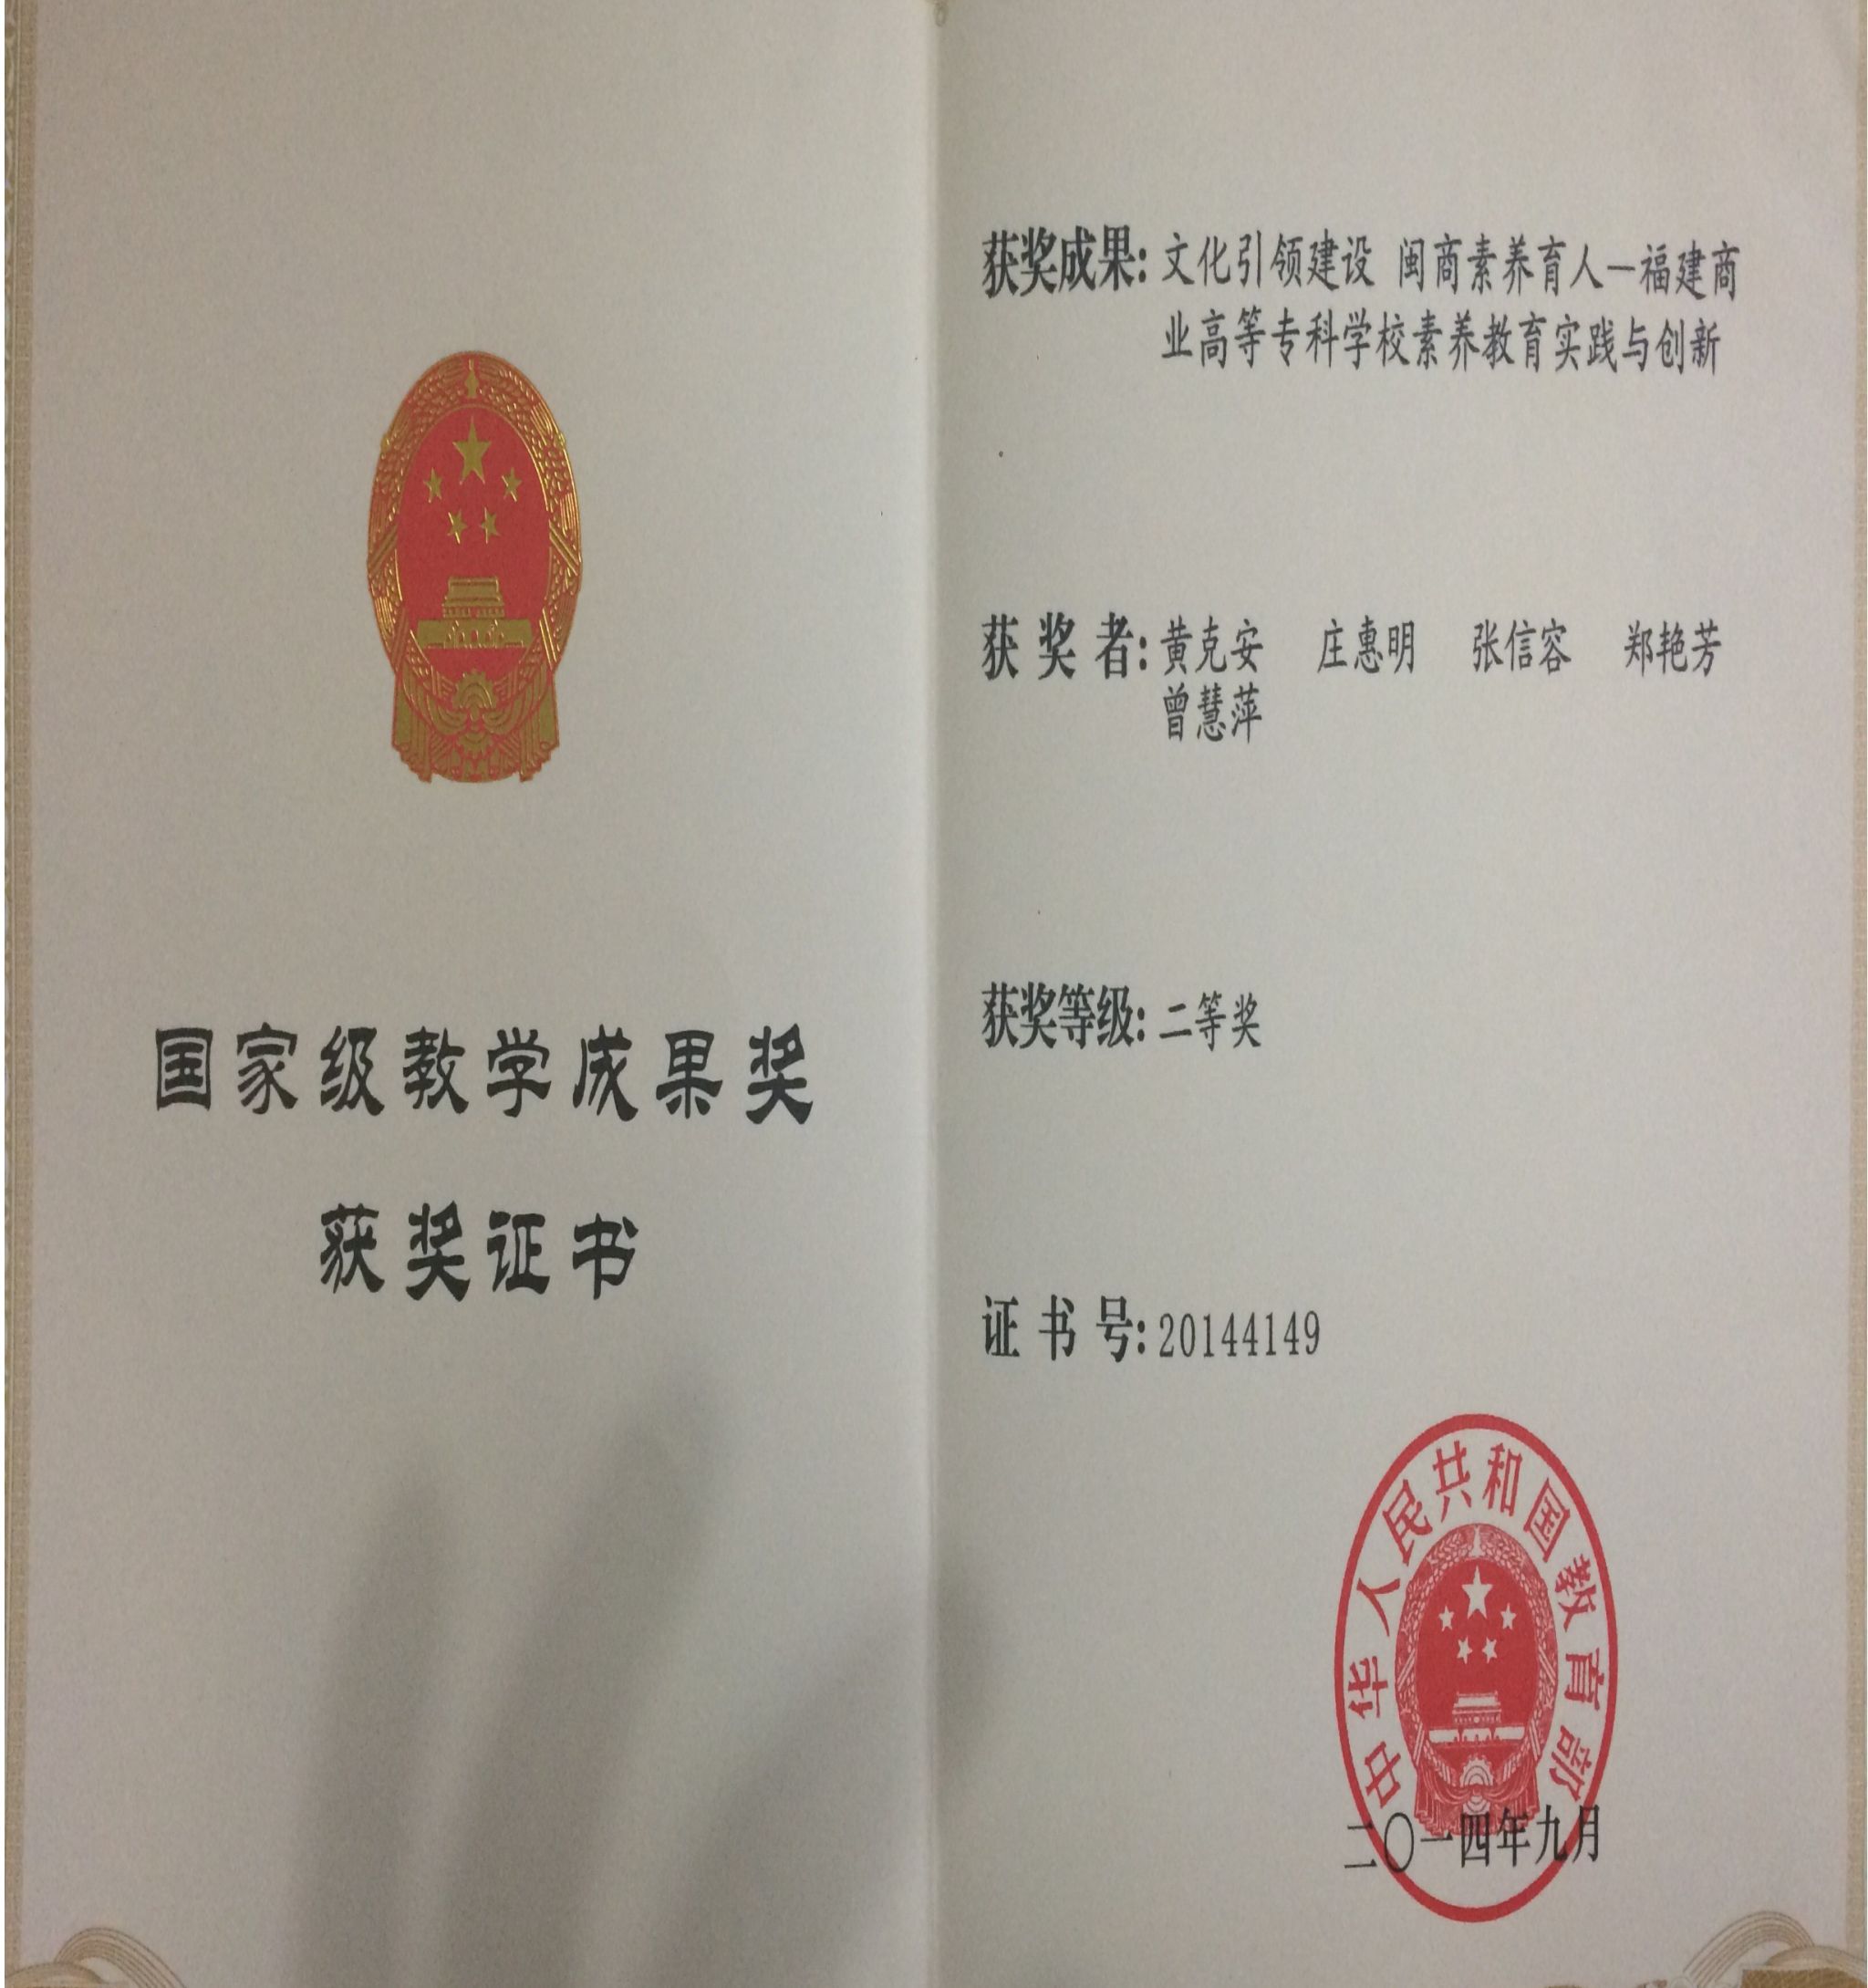 国家级教学成果奖
获奖证书
获奖成果: 文化引领建设 闽商素养育人—福建商
业高等专科学校素养教育实践与创新
获 奖 者: 黄克安 庄惠明 张信容 郑艳芳
曾慧萍
获奖等级: 二等奖
证 书 号: 20144149
中华人民共和国教育部
二〇一四年九月